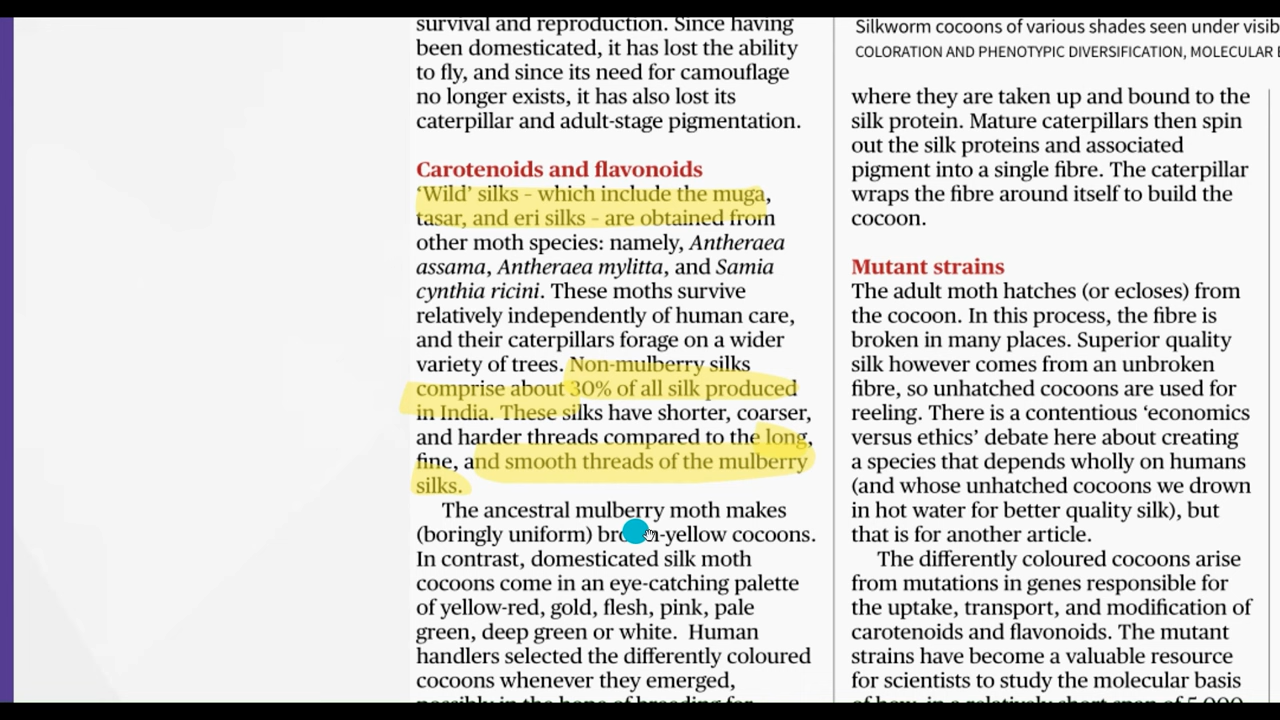 survival and reproduction. Since having
been domesticated, it has lost the ability
to fly, and since its need for camouflage
no longer exists, it has also lost its
caterpillar and adult-stage pigmentation.
Carotenoids and flavonoids
‘Wild’ silks – which include the muga,
tasar, and eri silks – are obtained from
other moth species: namely, Antheraea
assama, Antheraea mylitta, and Samia
cynthia ricini. These moths survive
relatively independently of human care,
and their caterpillars forage on a wider
variety of trees. Non-mulberry silks
comprise about 30% of all silk produced
in India. These silks have shorter, coarser,
and harder threads compared to the long,
fine, and smooth threads of the mulberry
silks.
The ancestral mulberry moth makes
(boringly uniform) -yellow cocoons.
In contrast, domesticated silk moth
cocoons come in an eye-catching palette
of yellow-red, gold, flesh, pink, pale
green, deep green or white. Human
handlers selected the differently coloured
cocoons whenever they emerged,
Silkworm cocoons of various shades seen under
COLORATION AND PHENOTYPIC DIVERSIFICATION, MOLECULAR
where they are taken up and bound to the
silk protein. Mature caterpillars then spin
out the silk proteins and associated
pigment into a single fibre. The caterpillar
wraps the fibre around itself to build the
cocoon.
Mutant strains
The adult moth hatches (or ecloses) from
the cocoon. In this process, the fibre is
broken in many places. Superior quality
silk however comes from an unbroken
fibre, so unhatched cocoons are used for
reeling. There is a contentious ‘economics
versus ethics’ debate here about creating
a species that depends wholly on humans
(and whose unhatched cocoons we drown
in hot water for better quality silk), but
that is for another article.
The differently coloured cocoons arise
from mutations in genes responsible for
the uptake, transport, and modification of
carotenoids and flavonoids. The mutant
strains have become a valuable resource
for scientists to study the molecular basis